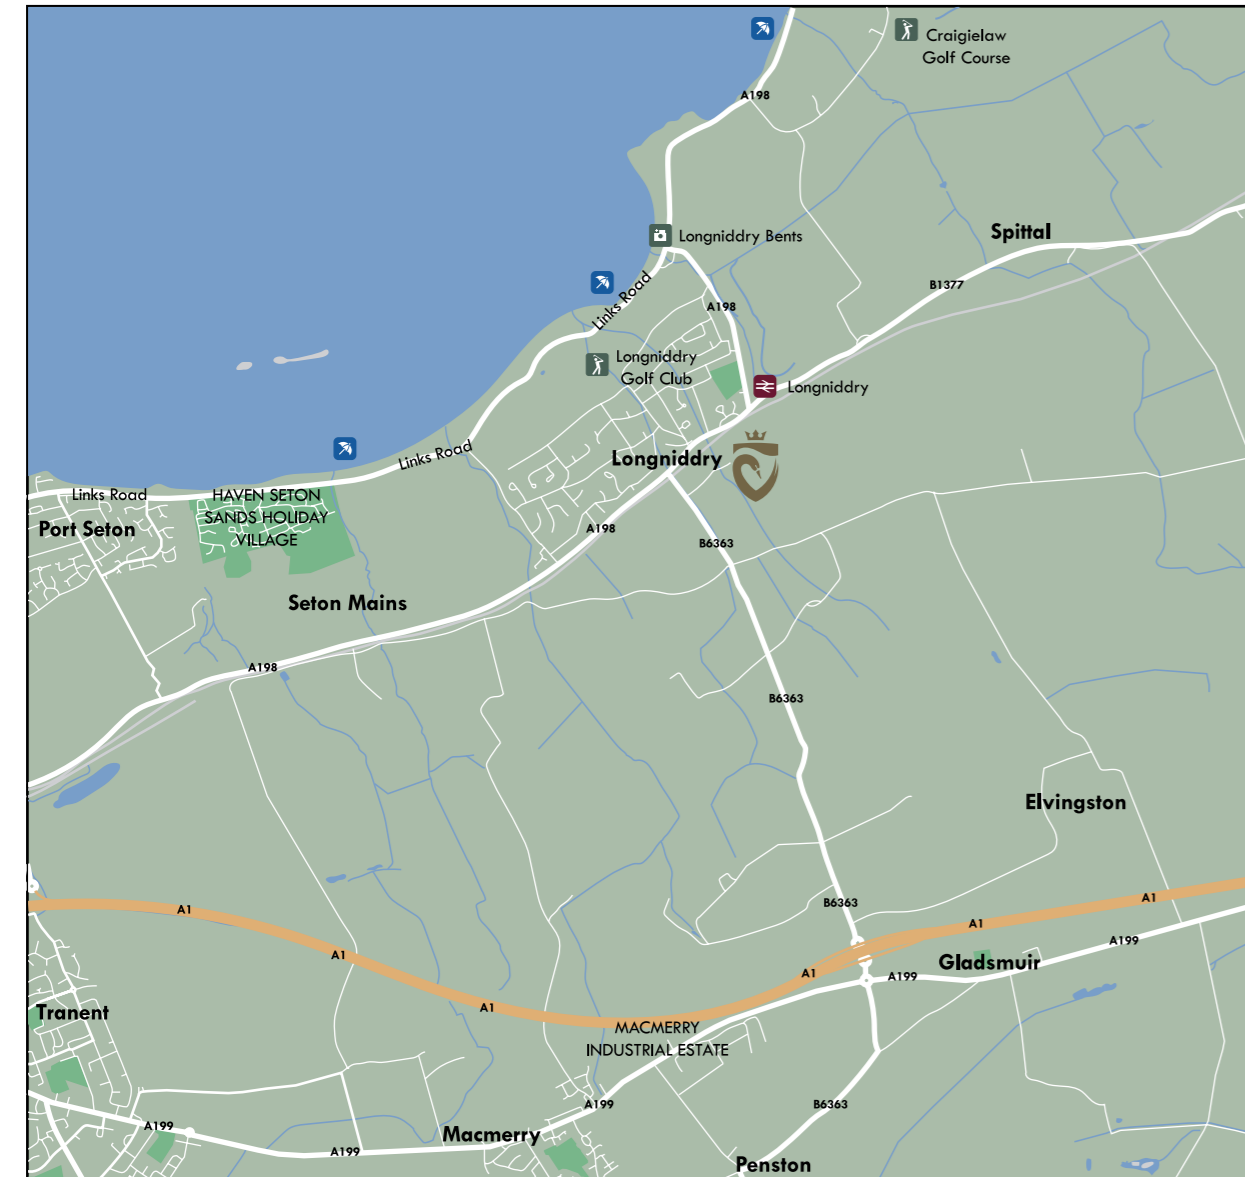 Craigielaw
Golf Course
A198
Longniddry Bents
Spittal
B1377
Links Road
A198
Longniddry
Golf Club
Longniddry
Links Road
Longniddry
Links Road
HAVEN SETON
SANDS HOLIDAY
VILLAGE
Port Seton
A198
B6363
Seton Mains
A198
B6363
Elvingston
A1
B6363
A1
A1
A1
A199
Gladsmuir
A1
A199
A1
Tranent
MACMERRY
INDUSTRIAL ESTATE
A199
B6363
A199
Macmerry
A199
Penston